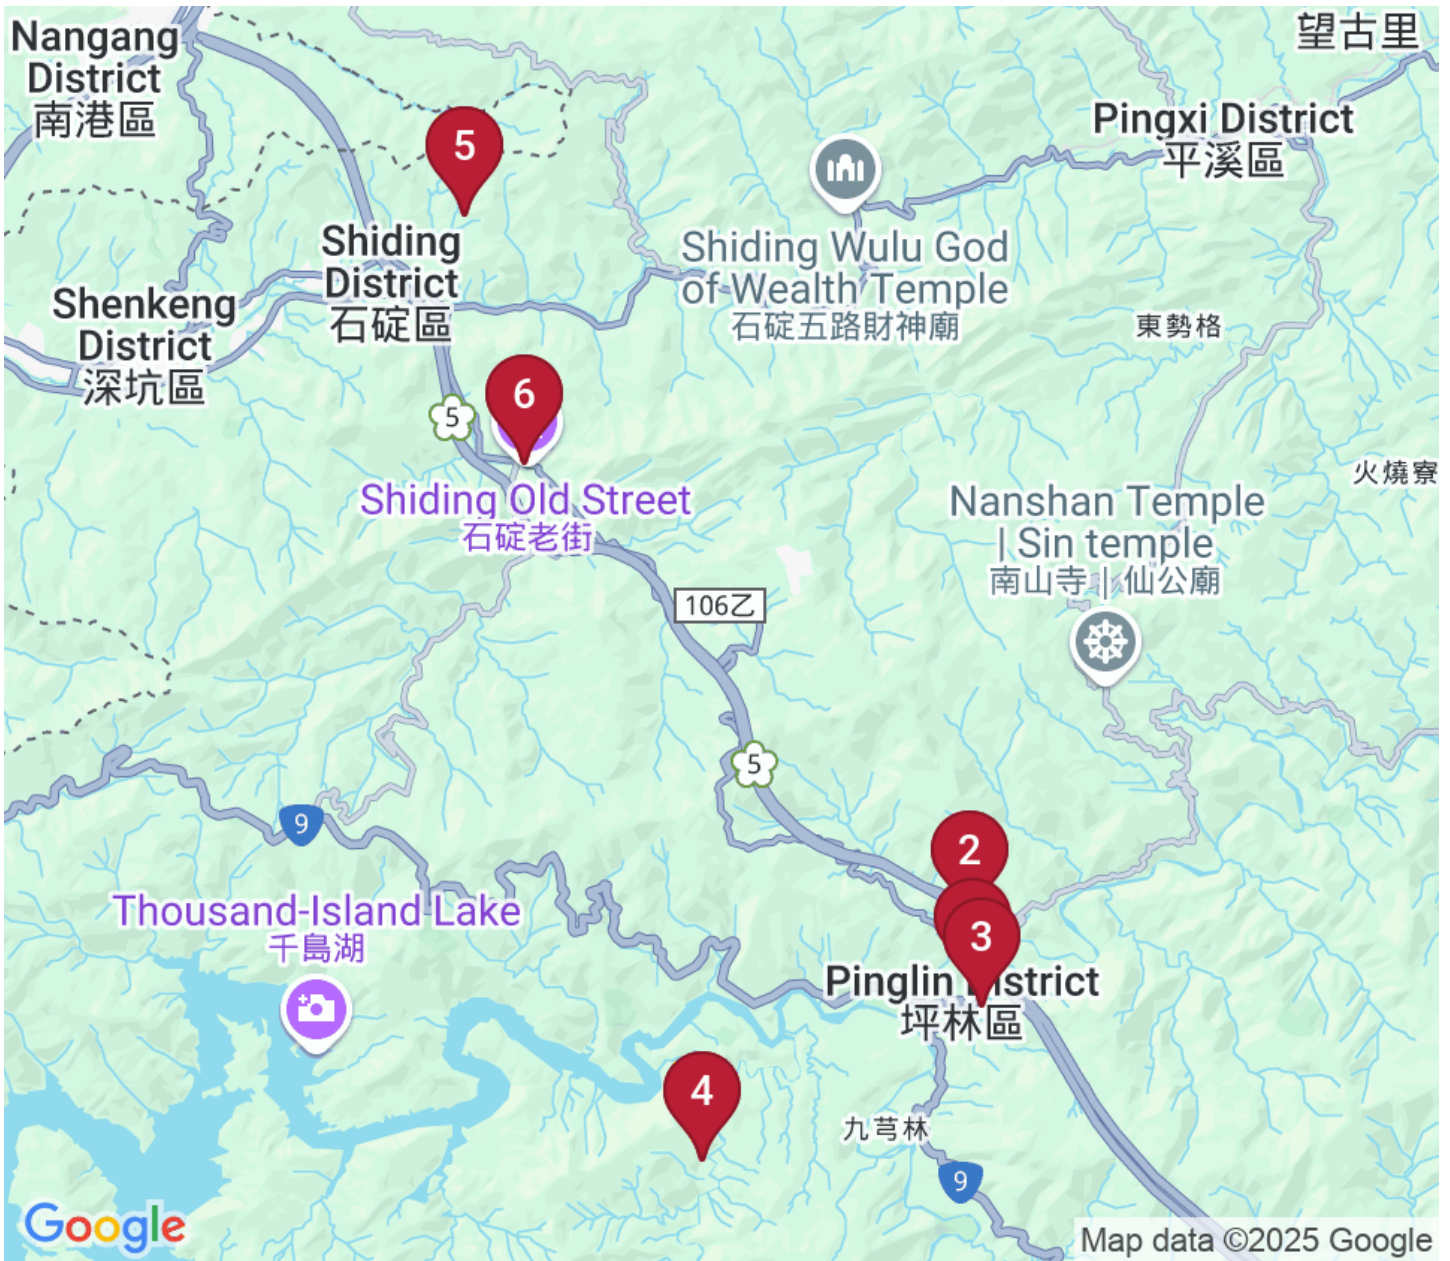 Nangang
District
南港區
望古里
Pingxi District
平溪區
5
Shiding
District
石碇區
Shiding Wulu God
of Wealth Temple
石碇五路財神廟
Shenkeng
District
深坑區
東勢格
6
5
火燒寮
Shiding Old Street
石碇老街
Nanshan Temple
| Sin temple
南山寺 | 仙公廟
106乙
5
9
2
3
Thousand-Island Lake
千島湖
Pinglin District
坪林區
4
九芎林
9
Google
Map data ©2025 Google